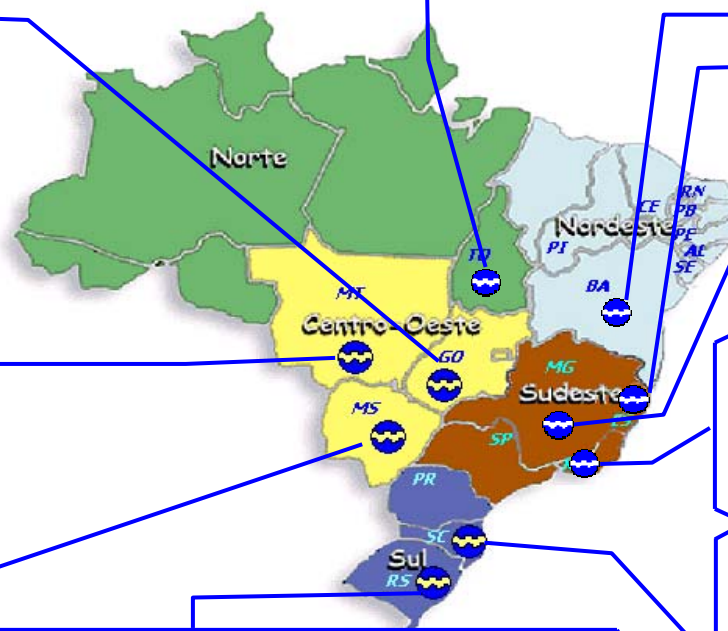 Norte
RN
CE
PB
Nordeste
PE
PI
AL
TO
SE
BA
MT
Centro-Oeste
GO
MG
Sudeste
MS
ES
SP
PR
SC
Sul
RS